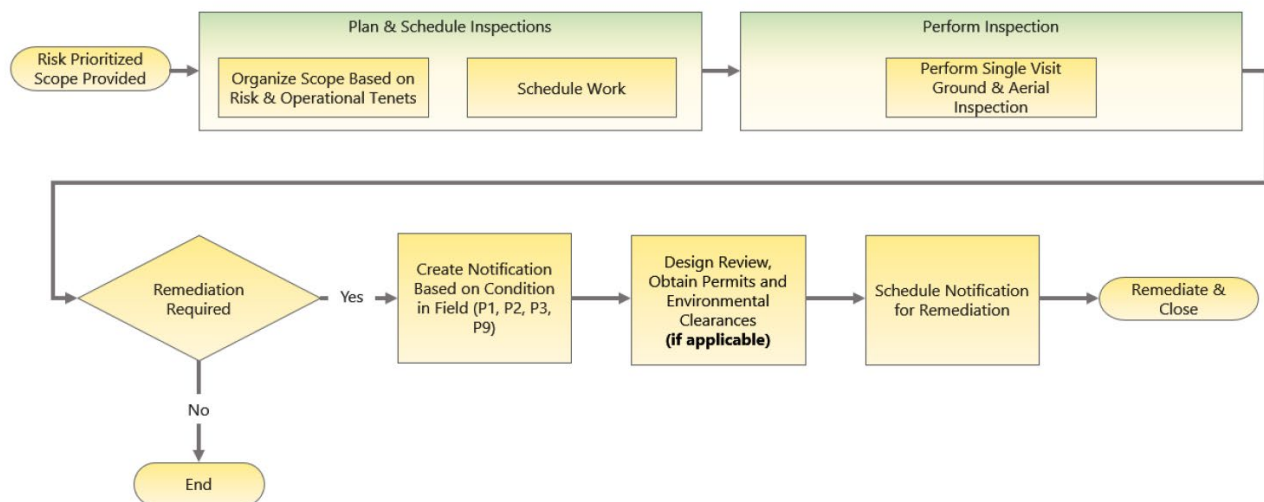 Plan & Schedule Inspections
Perform Inspection
Risk Prioritized
Scope Provided
Organize Scope Based on
Risk & Operational Tenets
Schedule Work
Perform Single Visit
Ground & Aerial
Inspection
Remediation
Required
Yes
Create Notification
Based on Condition
in Field (P1, P2, P3,
P9)
Design Review,
Obtain Permits and
Environmental
Clearances
(if applicable)
Schedule Notification
for Remediation
Remediate &
Close
No
End